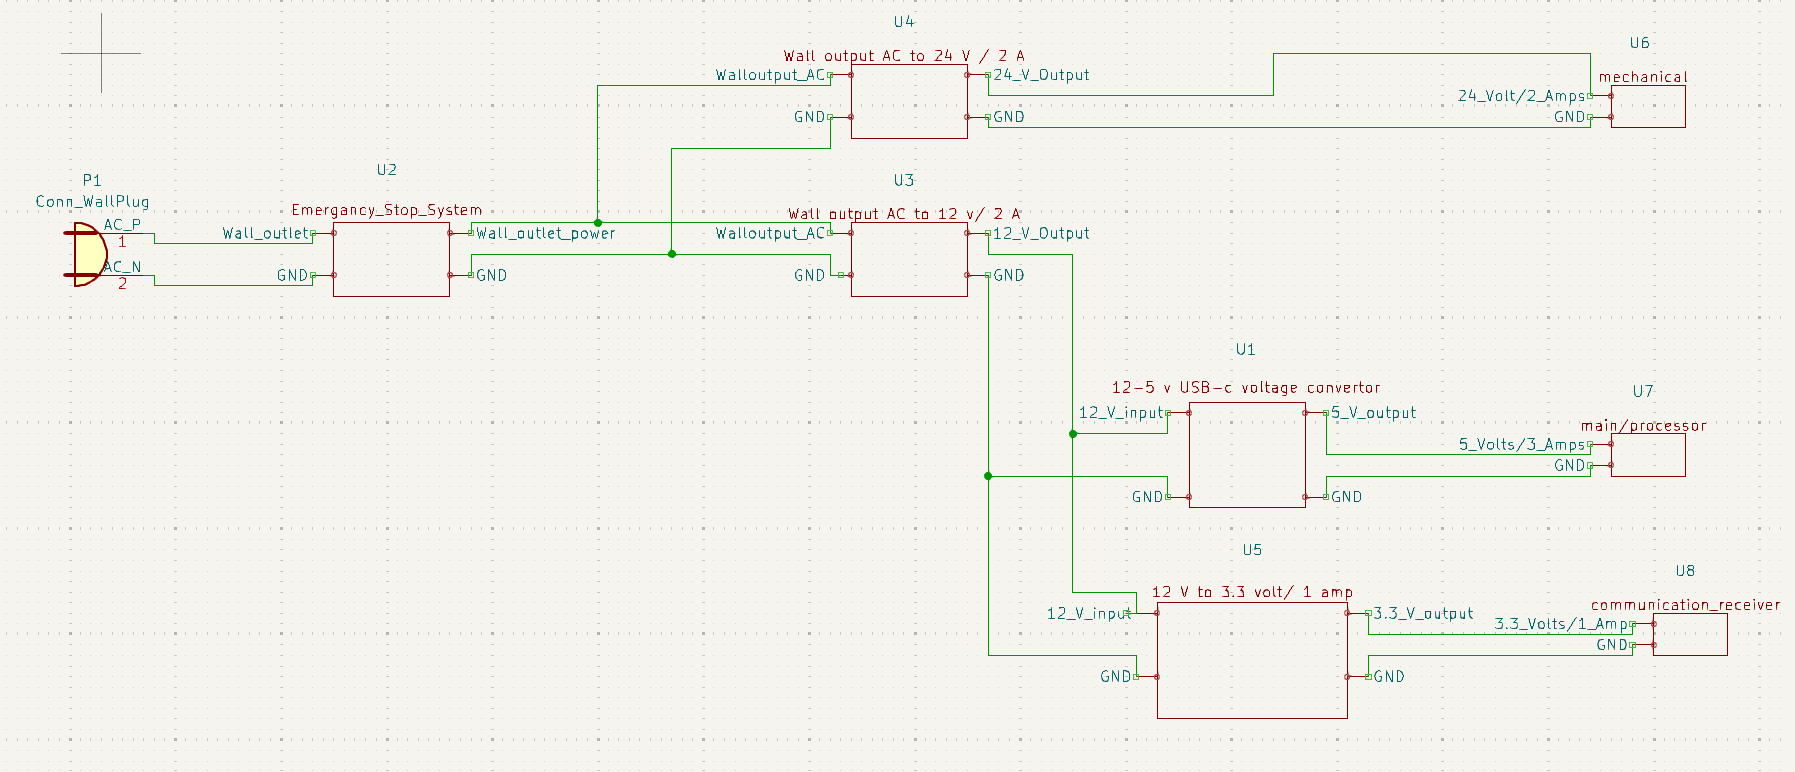 U4
Wall output AC to 24 V / 2 A
Walloutput_AC
24_V_Output
GND
GND
U6
mechanical
24_Volt/2_Amps
GND
P1
Conn_WallPlug
AC_P
1
AC_N
2
U2
Emergancy_Stop_System
Wall_outlet
Wall_outlet_power
GND
GND
U3
Wall output AC to 12 v/ 2 A
Walloutput_AC
12_V_Output
GND
GND
U1
12-5 v USB-c voltage convertor
12_V_input
5_V_output
GND
GND
U7
main/processor
5_Volts/3_Amps
GND
U5
12 V to 3.3 volt/ 1 amp
12_V_input
3.3_V_output
GND
GND
U8
communication_receiver
3.3_Volts/1_Amp
GND